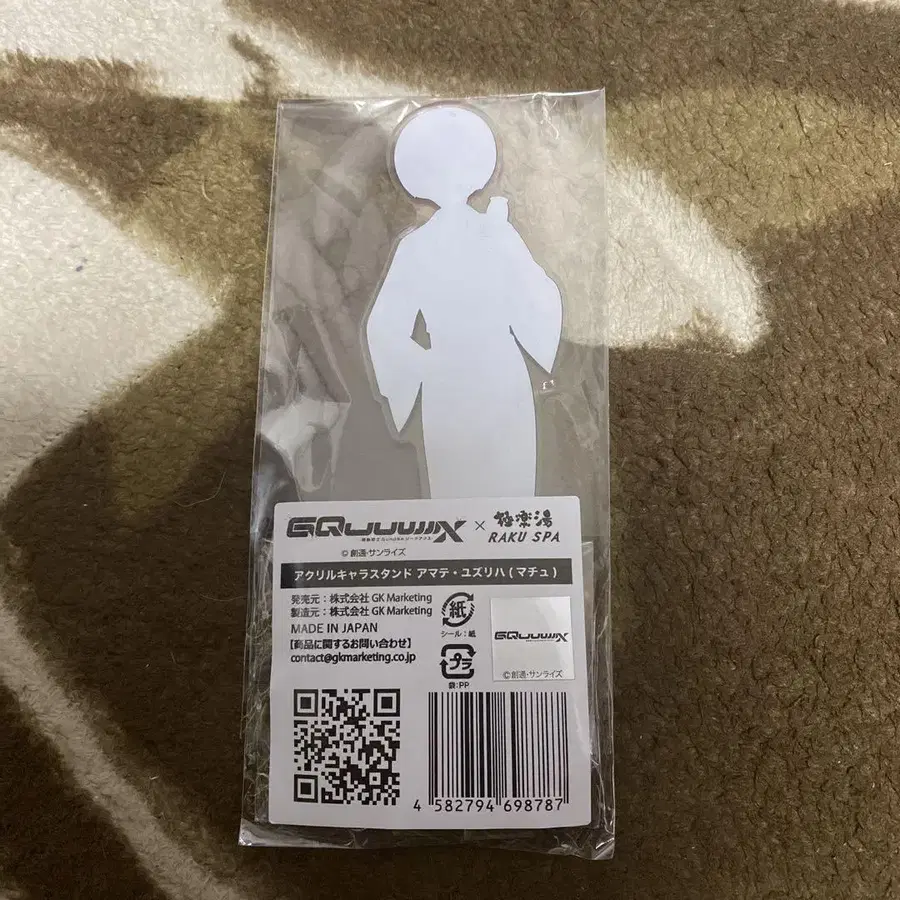 GQuuuuuuX × 極楽湯
RAKU SPA
©創通・サンライズ
アクリルキャラスタンド アマテ・ユズリハ ( マチュ )
発売元：株式会社 GK Marketing
製造元：株式会社 GK Marketing
MADE IN JAPAN
【商品に関するお問い合わせ】
contact@gkmarketing.co.jp
紙
シール：紙
プラ
袋：PP
GQuuuuuuX
©創通・サンライズ
4 582794 698787